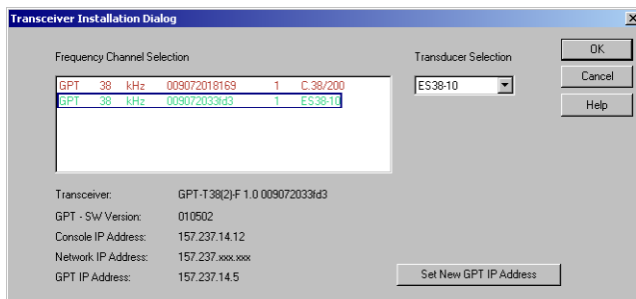 Transceiver Installation Dialog
Frequency Channel Selection
GPT 38 kHz 009072018169 1 C.38/200
GPT 38 kHz 009072033fd3 1 ES38-10
Transducer Selection
ES38-10
OK
Cancel
Help
Transceiver: GPT-T38(2)-F 1.0 009072033fd3
GPT - SW Version: 010502
Console IP Address: 157.237.14.12
Network IP Address: 157.237.xxx.xxx
GPT IP Address: 157.237.14.5
Set New GPT IP Address